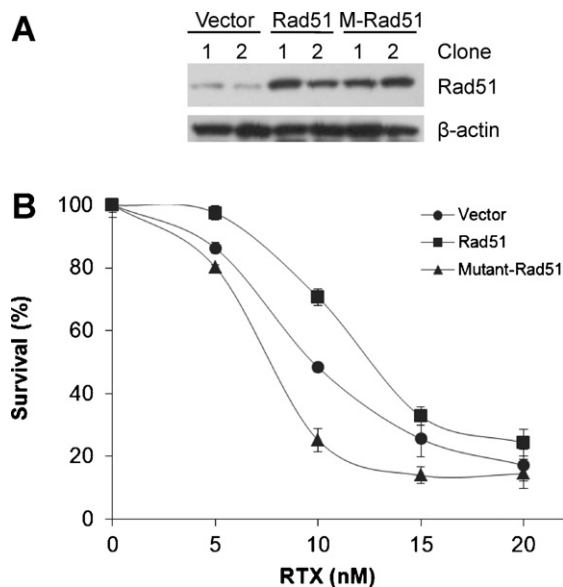 A
Vector Rad51 M-Rad51
1 2 1 2 1 2 Clone
Rad51
β-actin
B
Survival (%)
100
80
60
40
20
0
0 5 10 15 20
RTX (nM)
Vector
Rad51
Mutant-Rad51